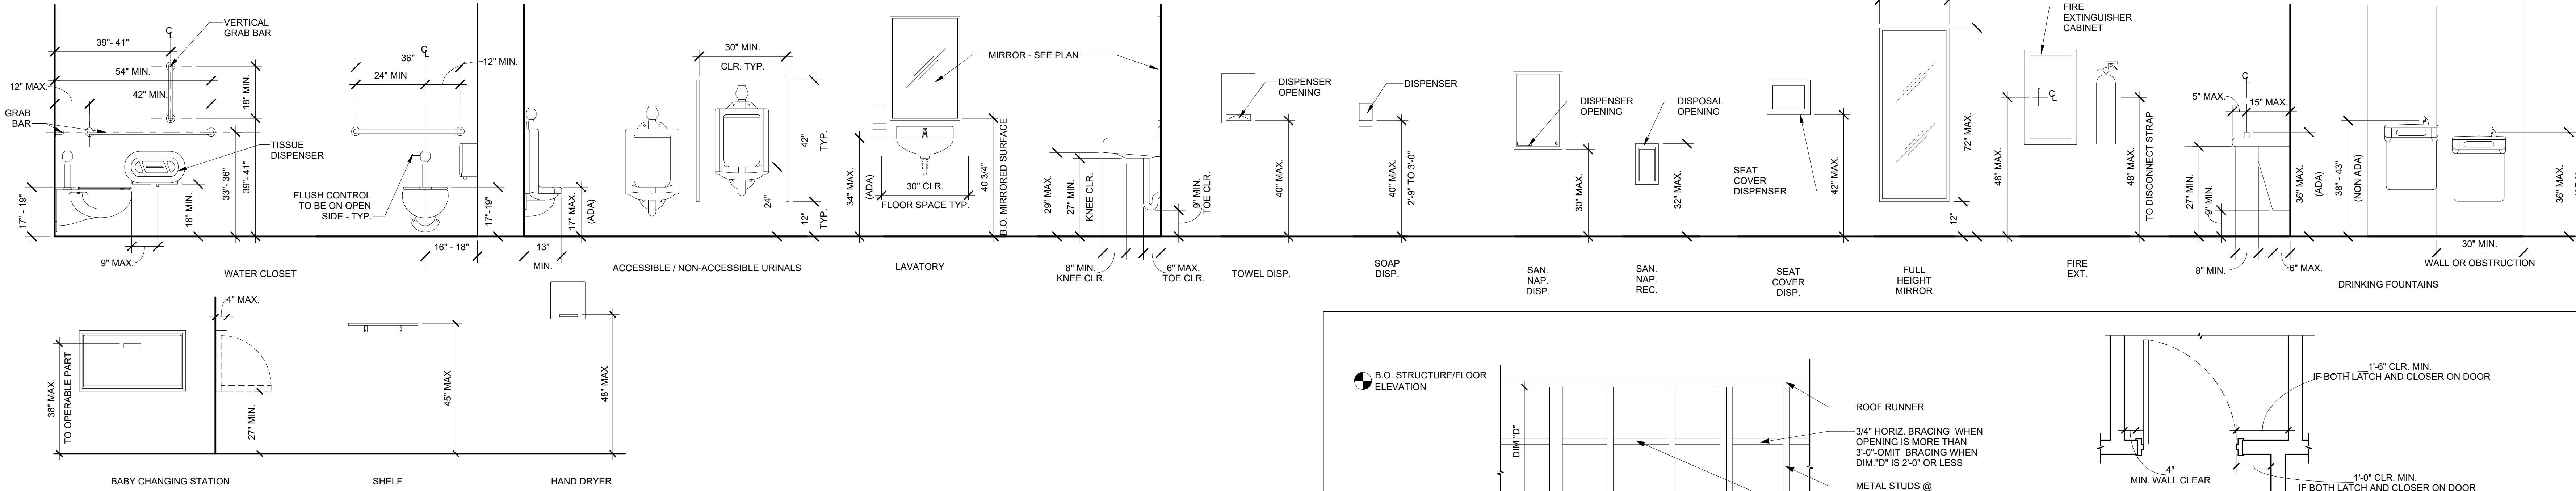 VERTICAL
GRAB BAR
℄
39"- 41"
54" MIN.
12" MAX.
42" MIN.
18" MIN.
GRAB
BAR
TISSUE
DISPENSER
17" - 19"
18" MIN.
33"- 36"
39"- 41"
9" MAX.
WATER CLOSET
℄
36"
24" MIN
12" MIN.
FLUSH CONTROL
TO BE ON OPEN
SIDE - TYP.
17"-19"
16" - 18"
13"
MIN.
17" MAX.
(ADA)
30" MIN.
CLR. TYP.
42"
TYP.
24"
12"
TYP.
ACCESSIBLE / NON-ACCESSIBLE URINALS
MIRROR - SEE PLAN
34" MAX.
(ADA)
30" CLR.
FLOOR SPACE TYP.
40 3/4"
B.O. MIRRORED SURFACE
LAVATORY
29" MAX.
27" MIN.
KNEE CLR.
9" MIN.
TOE CLR.
8" MIN.
KNEE CLR.
6" MAX.
TOE CLR.
DISPENSER
OPENING
40" MAX.
TOWEL DISP.
DISPENSER
40" MAX.
2'-9" TO 3'-0"
SOAP
DISP.
DISPENSER
OPENING
30" MAX.
SAN.
NAP.
DISP.
DISPOSAL
OPENING
32" MAX.
SAN.
NAP.
REC.
SEAT
COVER
DISPENSER
42" MAX.
SEAT
COVER
DISP.
72" MAX.
12"
FULL
HEIGHT
MIRROR
FIRE
EXTINGUISHER
CABINET
℄
48" MAX.
48" MAX.
TO DISCONNECT STRAP
FIRE
EXT.
℄
5" MAX.
15" MAX.
27" MIN.
9" MIN.
36" MAX.
(ADA)
8" MIN.
6" MAX.
38" - 43"
(NON ADA)
36" MAX.
30" MIN.
WALL OR OBSTRUCTION
DRINKING FOUNTAINS
38" MAX.
TO OPERABLE PART
4" MAX.
27" MIN.
BABY CHANGING STATION
45" MAX
SHELF
48" MAX.
HAND DRYER
B.O. STRUCTURE/FLOOR
ELEVATION
DIM "D"
ROOF RUNNER
3/4" HORIZ. BRACING WHEN
OPENING IS MORE THAN
3'-0"-OMIT BRACING WHEN
DIM."D" IS 2'-0" OR LESS
METAL STUDS @
1'-6" CLR. MIN.
IF BOTH LATCH AND CLOSER ON DOOR
4"
MIN. WALL CLEAR
1'-0" CLR. MIN.
IF BOTH LATCH AND CLOSER ON DOOR